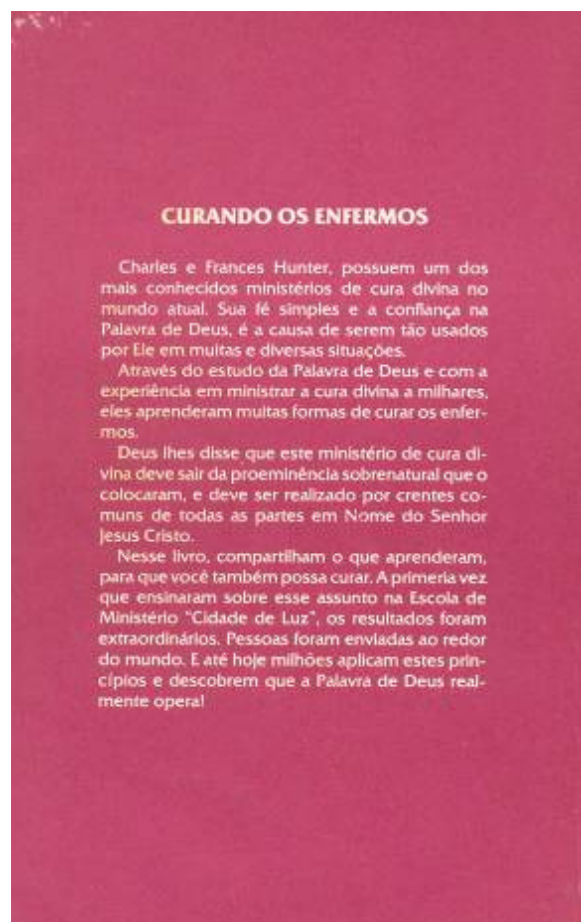 CURANDO OS ENFERMOS
Charles e Frances Hunter, possuem um dos
mais conhecidos ministérios de cura divina no
mundo atual. Sua fé simples e a confiança na
Palavra de Deus, é a causa de serem tão usados
por Ele em muitas e diversas situações.
Através do estudo da Palavra de Deus e com a
experiência em ministrar a cura divina a milhares,
eles aprenderam muitas formas de curar os enfer-
mos.
Deus lhes disse que este ministério de cura di-
vina deve sair da proeminência sobrenatural que o
colocaram, e deve ser realizado por crentes co-
muns de todas as partes em Nome do Senhor
Jesus Cristo.
Nesse livro, compartilham o que aprenderam,
para que você também possa curar. A primeria vez
que ensinaram sobre esse assunto na Escola de
Ministério "Cidade de Luz", os resultados foram
extraordinários. Pessoas foram enviadas ao redor
do mundo. E até hoje milhões aplicam estes prin-
cípios e descobrem que a Palavra de Deus real-
mente opera!